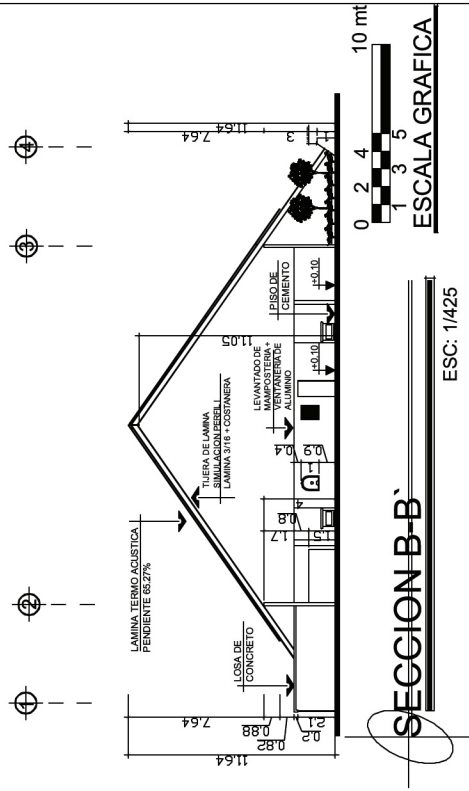 1
2
3
4
LAMINA TERMO ACUSTICA
PENDIENTE 65.27%
TIJERA DE LAMINA
SIMULACION PERFIL I
LAMINA 3/16 + COSTANERA
LOSA DE
CONCRETO
LEVANTADO DE
MAMPOSTERIA +
VENTANERIA DE
ALUMINIO
PISO DE
CEMENTO
11.64
7.64
0.88
0.82
0.2
2.1
1.7
1.5
0.8
4
1
0.4
0.9
11.05
+0.10
+0.10
11.64
7.64
3
1
SECCION B-B`
ESC: 1/425
0 2 4 10 mt
1 3 5
ESCALA GRAFICA